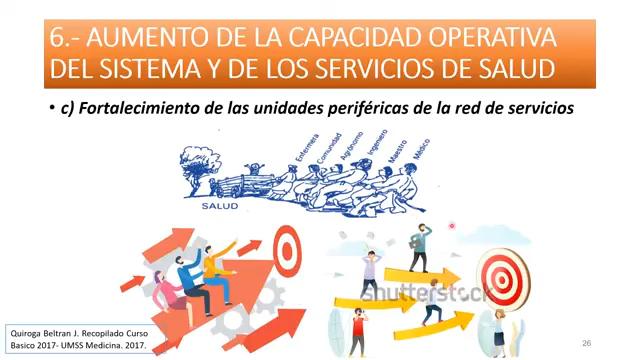 6.- AUMENTO DE LA CAPACIDAD OPERATIVA
DEL SISTEMA Y DE LOS SERVICIOS DE SALUD
• c) Fortalecimiento de las unidades periféricas de la red de servicios
Enfermera
Comunidad
Agrónomo
Ingeniero
Maestro
Médico
SALUD
shutterstock
Quiroga Beltran J. Recopilado Curso
Basico 2017- UMSS Medicina. 2017.
26